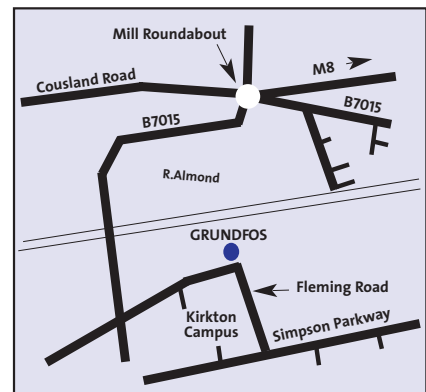 Mill Roundabout
M8
Cousland Road
B7015
B7015
R.Almond
GRUNDFOS
Fleming Road
Kirkton
Campus
Simpson Parkway